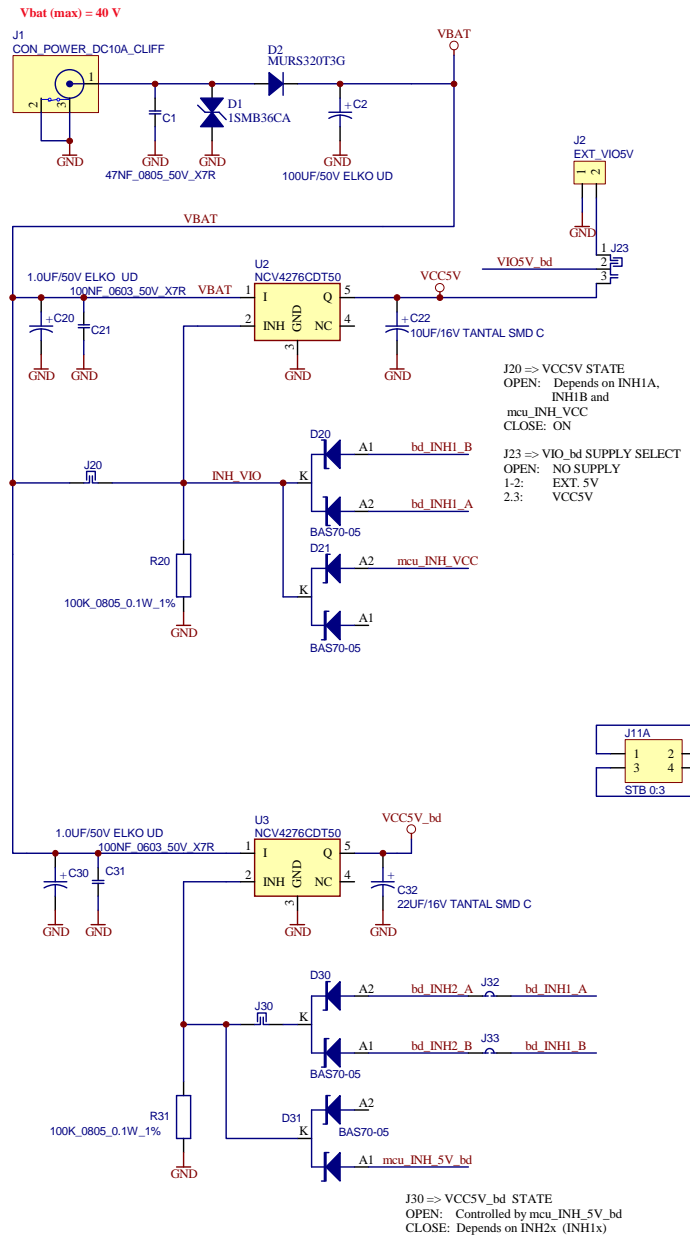 Vbat (max) = 40 V
J1
CON_POWER_DC10A_CLIFF
1
2
3
GND
C1
47NF_0805_50V_X7R
GND
D1
1SMB36CA
GND
D2
MURS320T3G
+
C2
100UF/50V ELKO UD
GND
VBAT
VBAT
J2
EXT_VIO5V
1
2
GND
J23
1
2
3
VIO5V_bd
1.0UF/50V ELKO UD
100NF_0603_50V_X7R
VBAT
+
C20
C21
GND
GND
U2
NCV4276CDT50
1
I
Q
5
2
INH
GND
NC
4
3
GND
VCC5V
+
C22
10UF/16V TANTAL SMD C
GND
J20 => VCC5V STATE
OPEN: Depends on INH1A,
INH1B and
mcu_INH_VCC
CLOSE: ON
J23 => VIO_bd SUPPLY SELECT
OPEN: NO SUPPLY
1-2: EXT. 5V
2.3: VCC5V
J20
INH_VIO
D20
K
A1
bd_INH1_B
A2
bd_INH1_A
BAS70-05
D21
K
A2
mcu_INH_VCC
A1
BAS70-05
R20
100K_0805_0.1W_1%
GND
J11A
1 2
3 4
STB 0:3
1.0UF/50V ELKO UD
100NF_0603_50V_X7R
+
C30
C31
GND
GND
U3
NCV4276CDT50
1
I
Q
5
2
INH
GND
NC
4
3
GND
VCC5V_bd
+
C32
22UF/16V TANTAL SMD C
GND
J30
D30
K
A2
bd_INH2_A
J32
bd_INH1_A
A1
bd_INH2_B
J33
bd_INH1_B
BAS70-05
D31
K
A2
BAS70-05
A1
mcu_INH_5V_bd
R31
100K_0805_0.1W_1%
GND
J30 => VCC5V_bd STATE
OPEN: Controlled by mcu_INH_5V_bd
CLOSE: Depends on INH2x (INH1x)